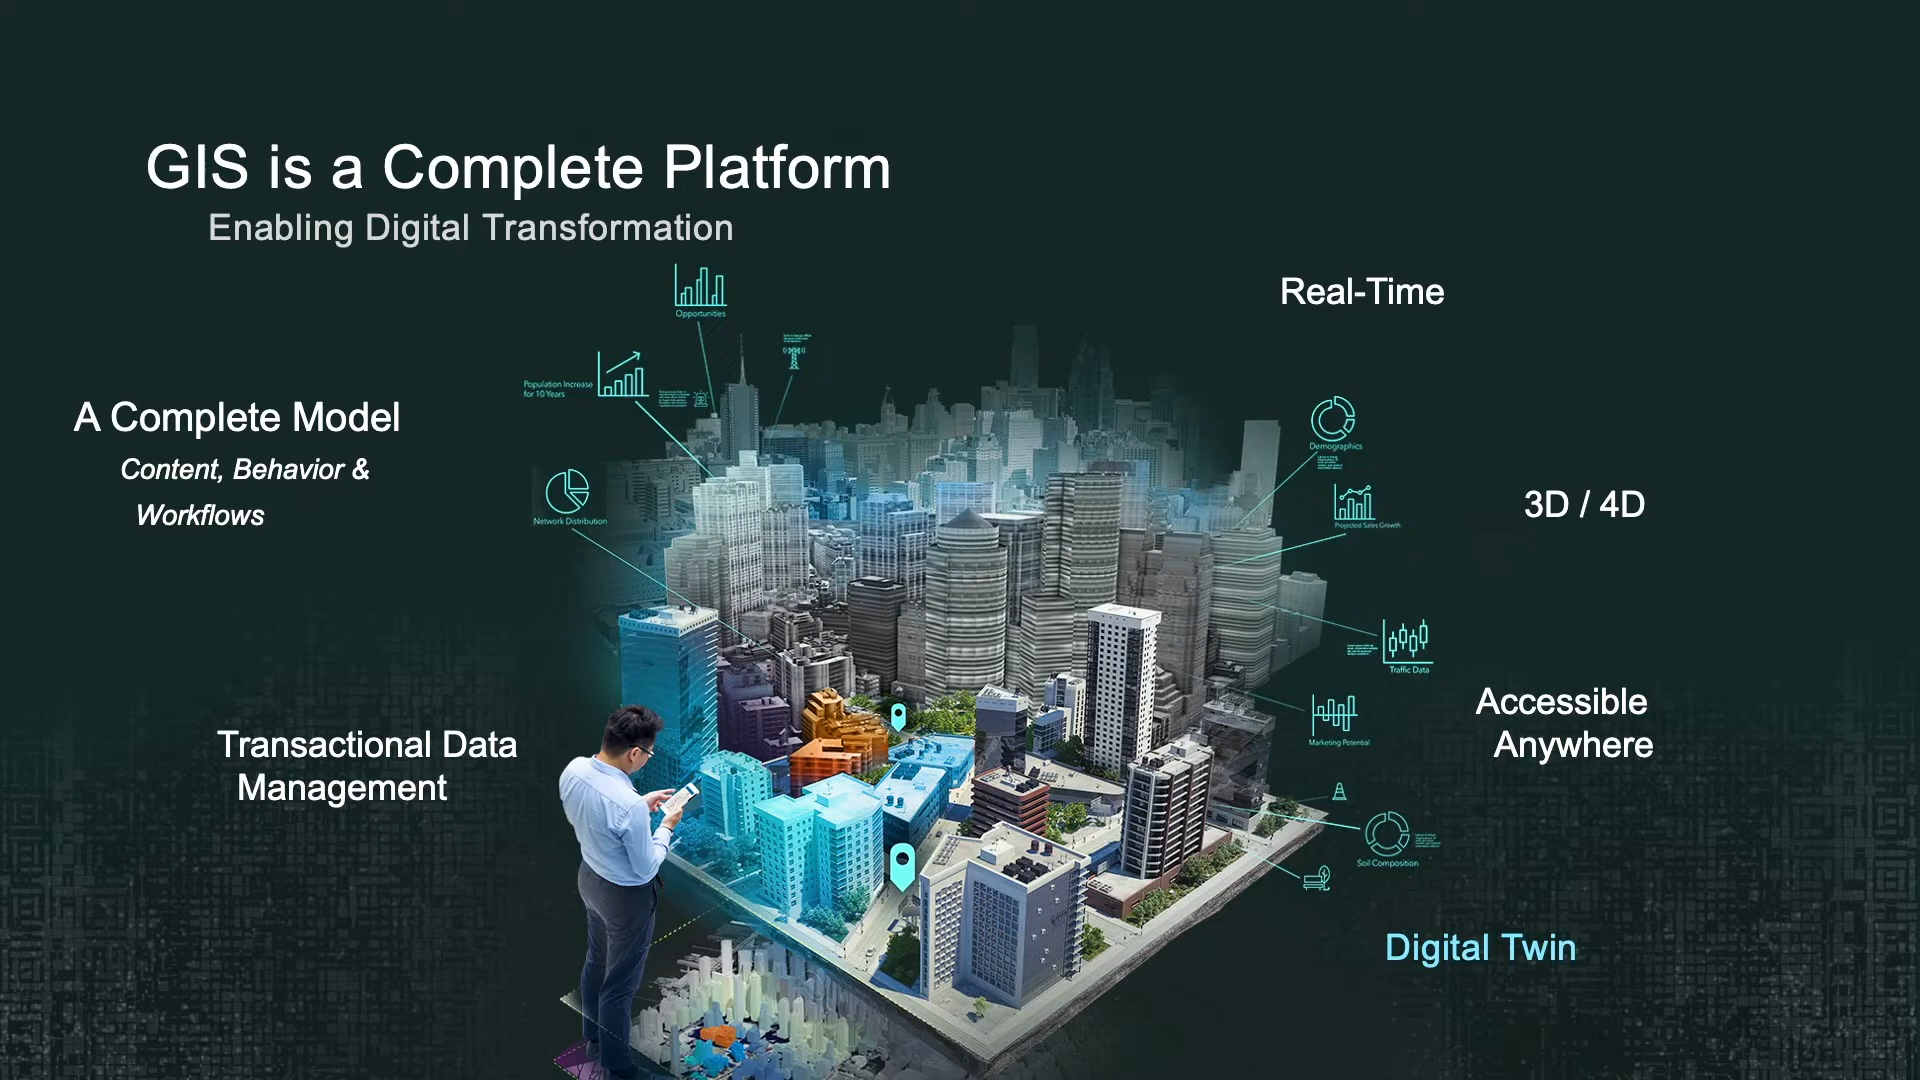 GIS is a Complete Platform
Enabling Digital Transformation
Opportunities
Real-Time
Population Increase
for 10 Years
A Complete Model
Content, Behavior &
Workflows
Demographics
Network Distribution
Projected Sales Growth
3D / 4D
Traffic Data
Accessible
Anywhere
Marketing Potential
Transactional Data
Management
Soil Composition
Digital Twin